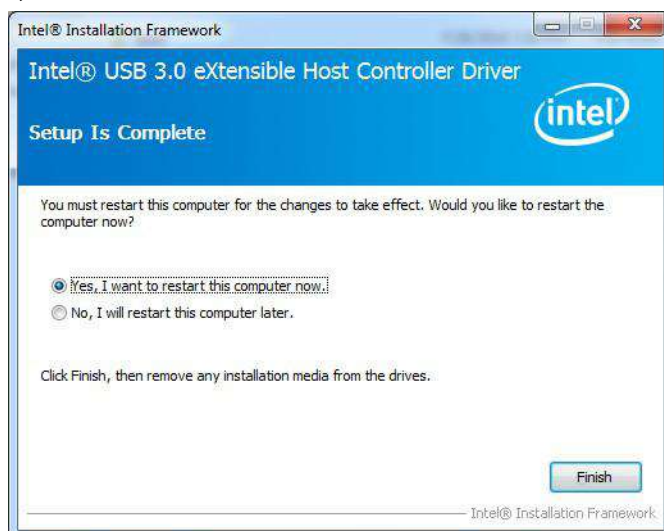 Intel® Installation Framework
Intel® USB 3.0 eXtensible Host Controller Driver
Setup Is Complete
intel
You must restart this computer for the changes to take effect. Would you like to restart the
computer now?
Yes, I want to restart this computer now.
No, I will restart this computer later.
Click Finish, then remove any installation media from the drives.
Finish
Intel® Installation Framework